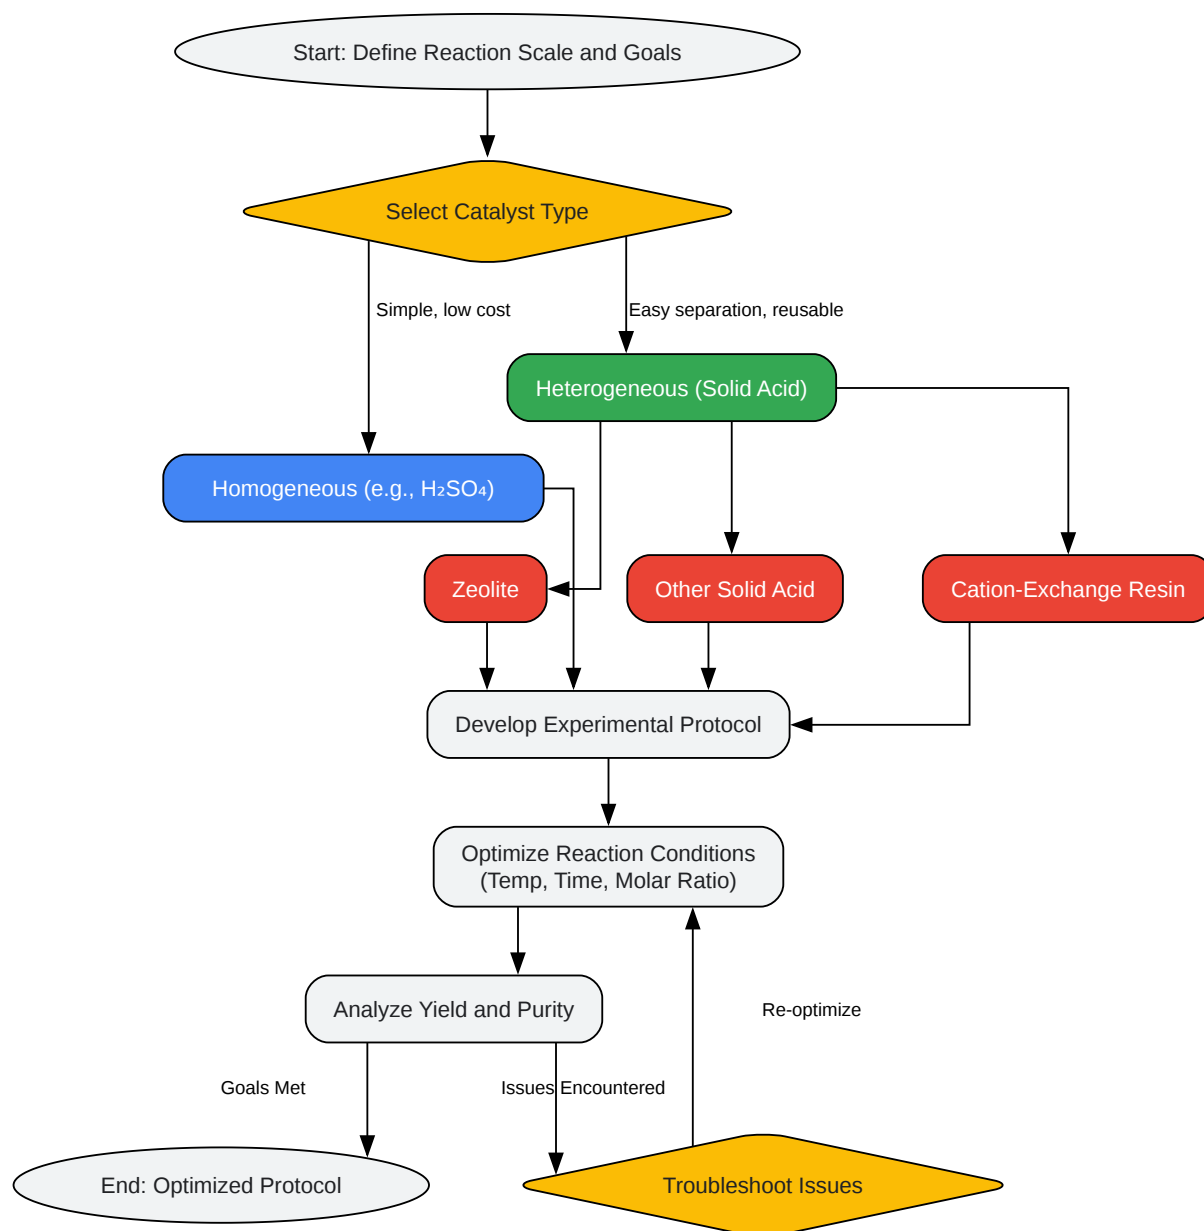 Start: Define Reaction Scale and Goals
Select Catalyst Type
Simple, low cost
Easy separation, reusable
Heterogeneous (Solid Acid)
Homogeneous (e.g., H₂SO₄)
Zeolite
Other Solid Acid
Cation-Exchange Resin
Develop Experimental Protocol
Optimize Reaction Conditions
(Temp, Time, Molar Ratio)
Analyze Yield and Purity
Re-optimize
Goals Met
Issues Encountered
End: Optimized Protocol
Troubleshoot Issues